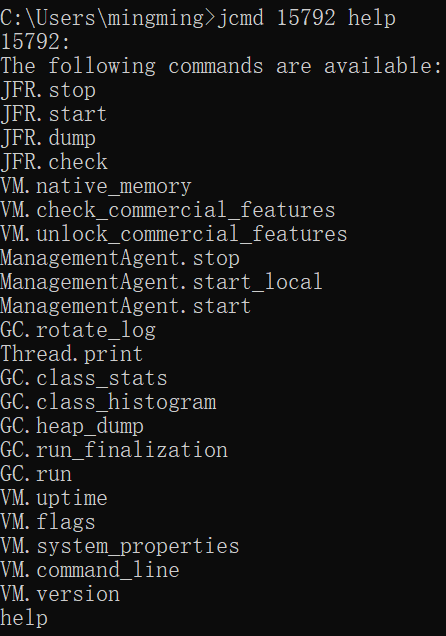 C:\Users\mingming>jcmd 15792 help
15792:
The following commands are available:
JFR.stop
JFR.start
JFR.dump
JFR.check
VM.native_memory
VM.check_commercial_features
VM.unlock_commercial_features
ManagementAgent.stop
ManagementAgent.start_local
ManagementAgent.start
GC.rotate_log
Thread.print
GC.class_stats
GC.class_histogram
GC.heap_dump
GC.run_finalization
GC.run
VM.uptime
VM.flags
VM.system_properties
VM.command_line
VM.version
help